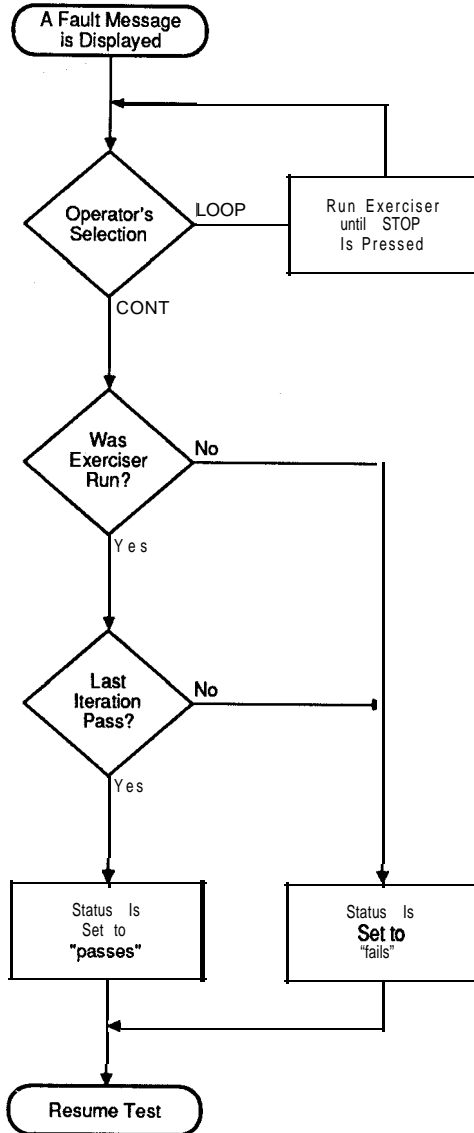 A Fault Message
is Displayed
Operator's
Selection
LOOP
Run Exerciser
until STOP
Is Pressed
CONT
Was
Exerciser
Run?
No
Yes
Last
Iteration
Pass?
No
Yes
Status Is
Set to
"passes"
Status Is
Set to
"fails"
Resume Test